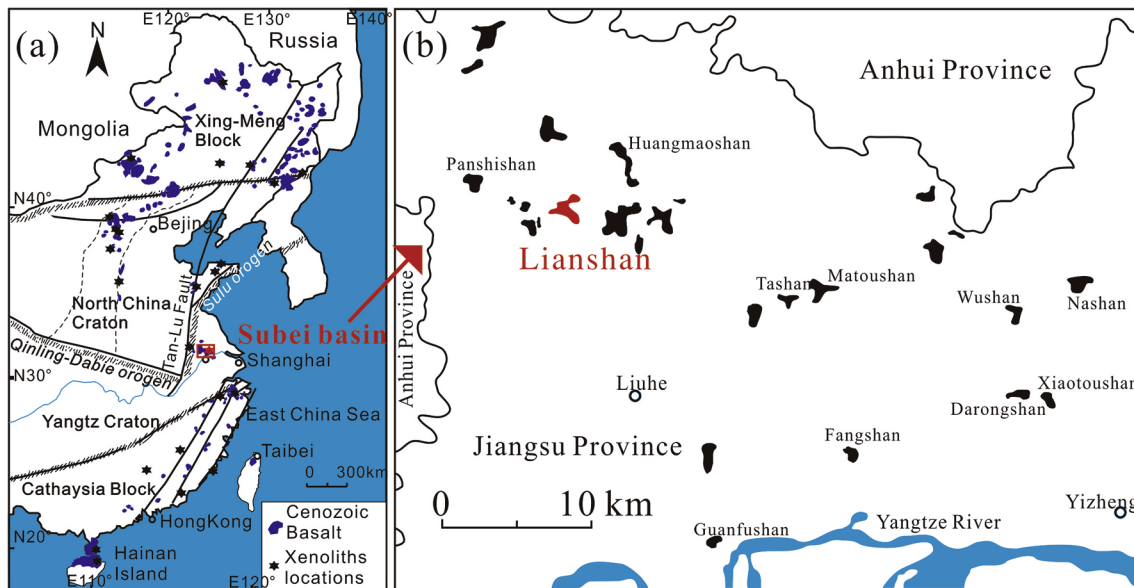 (a)
N
E120°
E130°
E140°
Russia
Mongolia
Xing-Meng
Block
N40°
Beijing
North China
Craton
Tan-Lu Fault
Sulu orogen
Subei basin
Qinling-Dabie orogen
Shanghai
N30°
Yangtz Craton
East China Sea
Taibei
0 300km
Cathaysia Block
HongKong
N20°
Hainan
Island
E110°
E120°
Cenozoic
Basalt
Xenoliths
locations
(b)
Anhui Province
Huangmaoshan
Panshishan
Lianshan
Anhui Province
Tashan
Matoushan
Wushan
Nashan
Liuhe
Xiaotoushan
Darongshan
Jiangsu Province
Fangshan
0 10 km
Yizheng
Guanfushan
Yangtze River